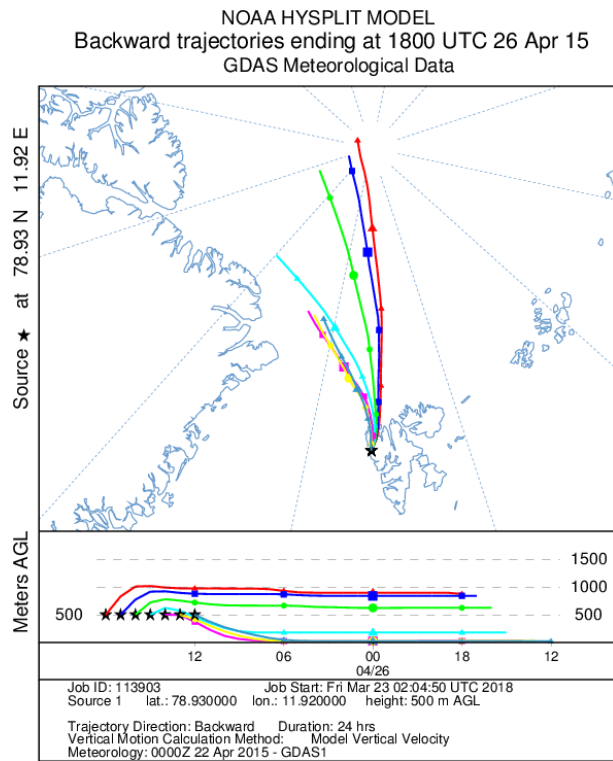 NOAA HYSPLIT MODEL
Backward trajectories ending at 1800 UTC 26 Apr 15
GDAS Meteorological Data
Source ★ at 78.93 N 11.92 E
Meters AGL
1500
1000
500
500
12 06 00 18 12
04/26
Job ID: 113903 Job Start: Fri Mar 23 02:04:50 UTC 2018
Source 1 lat.: 78.930000 lon.: 11.920000 height: 500 m AGL
Trajectory Direction: Backward Duration: 24 hrs
Vertical Motion Calculation Method: Model Vertical Velocity
Meteorology: 0000Z 22 Apr 2015 - GDAS1